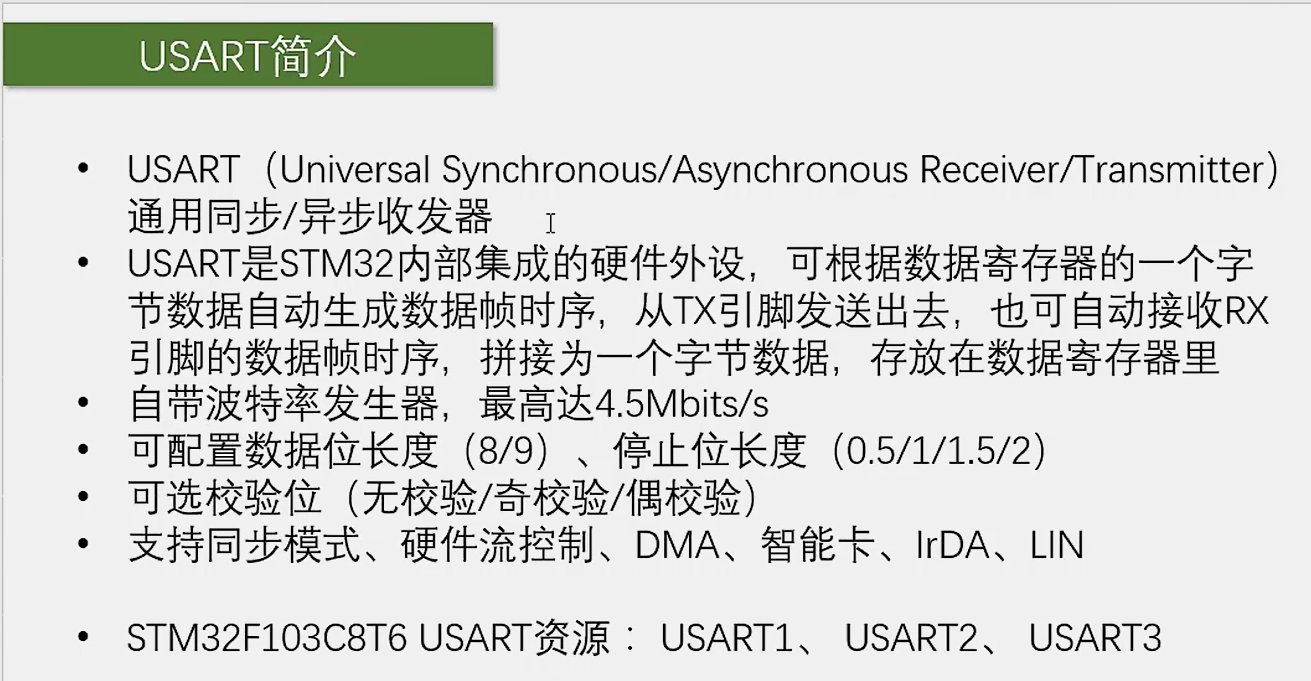 USART简介
• USART（Universal Synchronous/Asynchronous Receiver/Transmitter）
通用同步/异步收发器
• USART是STM32内部集成的硬件外设，可根据数据寄存器的一个字
节数据自动生成数据帧时序，从TX引脚发送出去，也可自动接收RX
引脚的数据帧时序，拼接为一个字节数据，存放在数据寄存器里
• 自带波特率发生器，最高达4.5Mbits/s
• 可配置数据位长度（8/9）、停止位长度（0.5/1/1.5/2）
• 可选校验位（无校验/奇校验/偶校验）
• 支持同步模式、硬件流控制、DMA、智能卡、IrDA、LIN
• STM32F103C8T6 USART资源： USART1、 USART2、 USART3